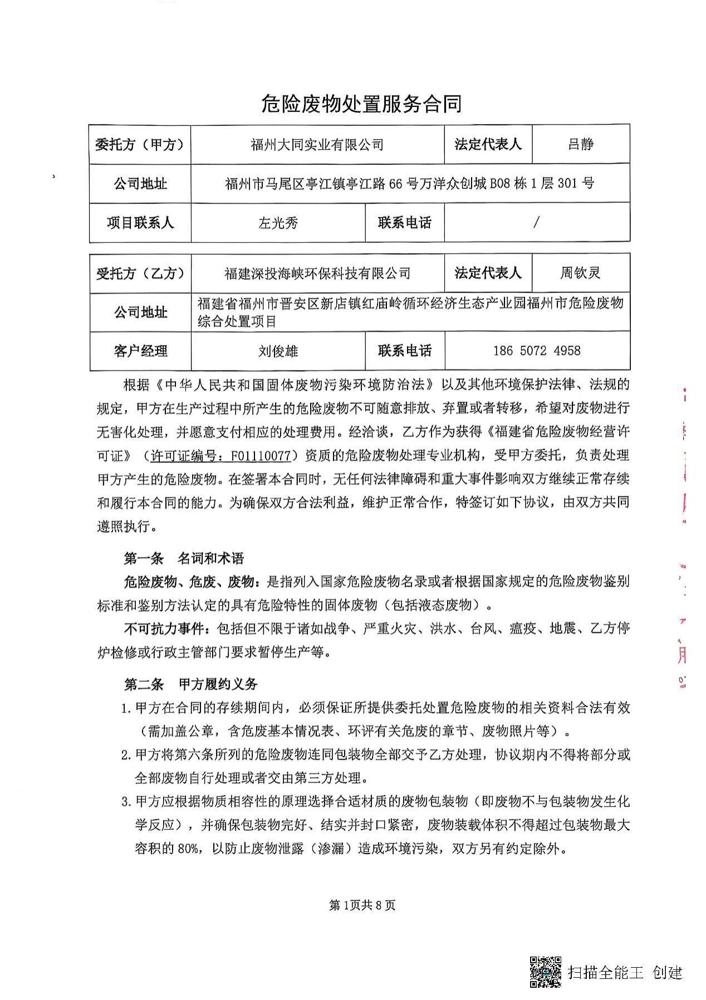 危险废物处置服务合同
委托方（甲方） 福州大同实业有限公司 法定代表人 吕静
公司地址 福州市马尾区亭江镇亭江路 66 号万洋众创城 B08 栋 1 层 301 号
项目联系人 左光秀 联系电话 /
受托方（乙方） 福建深投海峡环保科技有限公司 法定代表人 周钦灵
公司地址 福建省福州市晋安区新店镇红庙岭循环经济生态产业园福州市危险废物
综合处置项目
客户经理 刘俊雄 联系电话 186 5072 4958
根据《中华人民共和国固体废物污染环境防治法》以及其他环境保护法律、法规的
规定，甲方在生产过程中所产生的危险废物不可随意排放、弃置或者转移，希望对废物进行
无害化处理，并愿意支付相应的处理费用。经洽谈，乙方作为获得《福建省危险废物经营许
可证》（许可证编号：F01110077）资质的危险废物处理专业机构，受甲方委托，负责处理
甲方产生的危险废物。在签署本合同时，无任何法律障碍和重大事件影响双方继续正常存续
和履行本合同的能力。为确保双方合法利益，维护正常合作，特签订如下协议，由双方共同
遵照执行。
第一条 名词和术语
危险废物、危废、废物：是指列入国家危险废物名录或者根据国家规定的危险废物鉴别
标准和鉴别方法认定的具有危险特性的固体废物（包括液态废物）。
不可抗力事件：包括但不限于诸如战争、严重火灾、洪水、台风、瘟疫、地震、乙方停
炉检修或行政主管部门要求暂停生产等。
第二条 甲方履约义务
1. 甲方在合同的存续期间内，必须保证所提供委托处置危险废物的相关资料合法有效
（需加盖公章，含危废基本情况表、环评有关危废的章节、废物照片等）。
2. 甲方将第六条所列的危险废物连同包装物全部交予乙方处理，协议期内不得将部分或
全部废物自行处理或者交由第三方处理。
3. 甲方应根据物质相容性的原理选择合适材质的废物包装物（即废物不与包装物发生化
学反应），并确保包装物完好、结实并封口紧密，废物装载体积不得超过包装物最大
容积的 80%，以防止废物泄露（渗漏）造成环境污染，双方另有约定除外。
第 1页共 8 页
CS
扫描全能王 创建